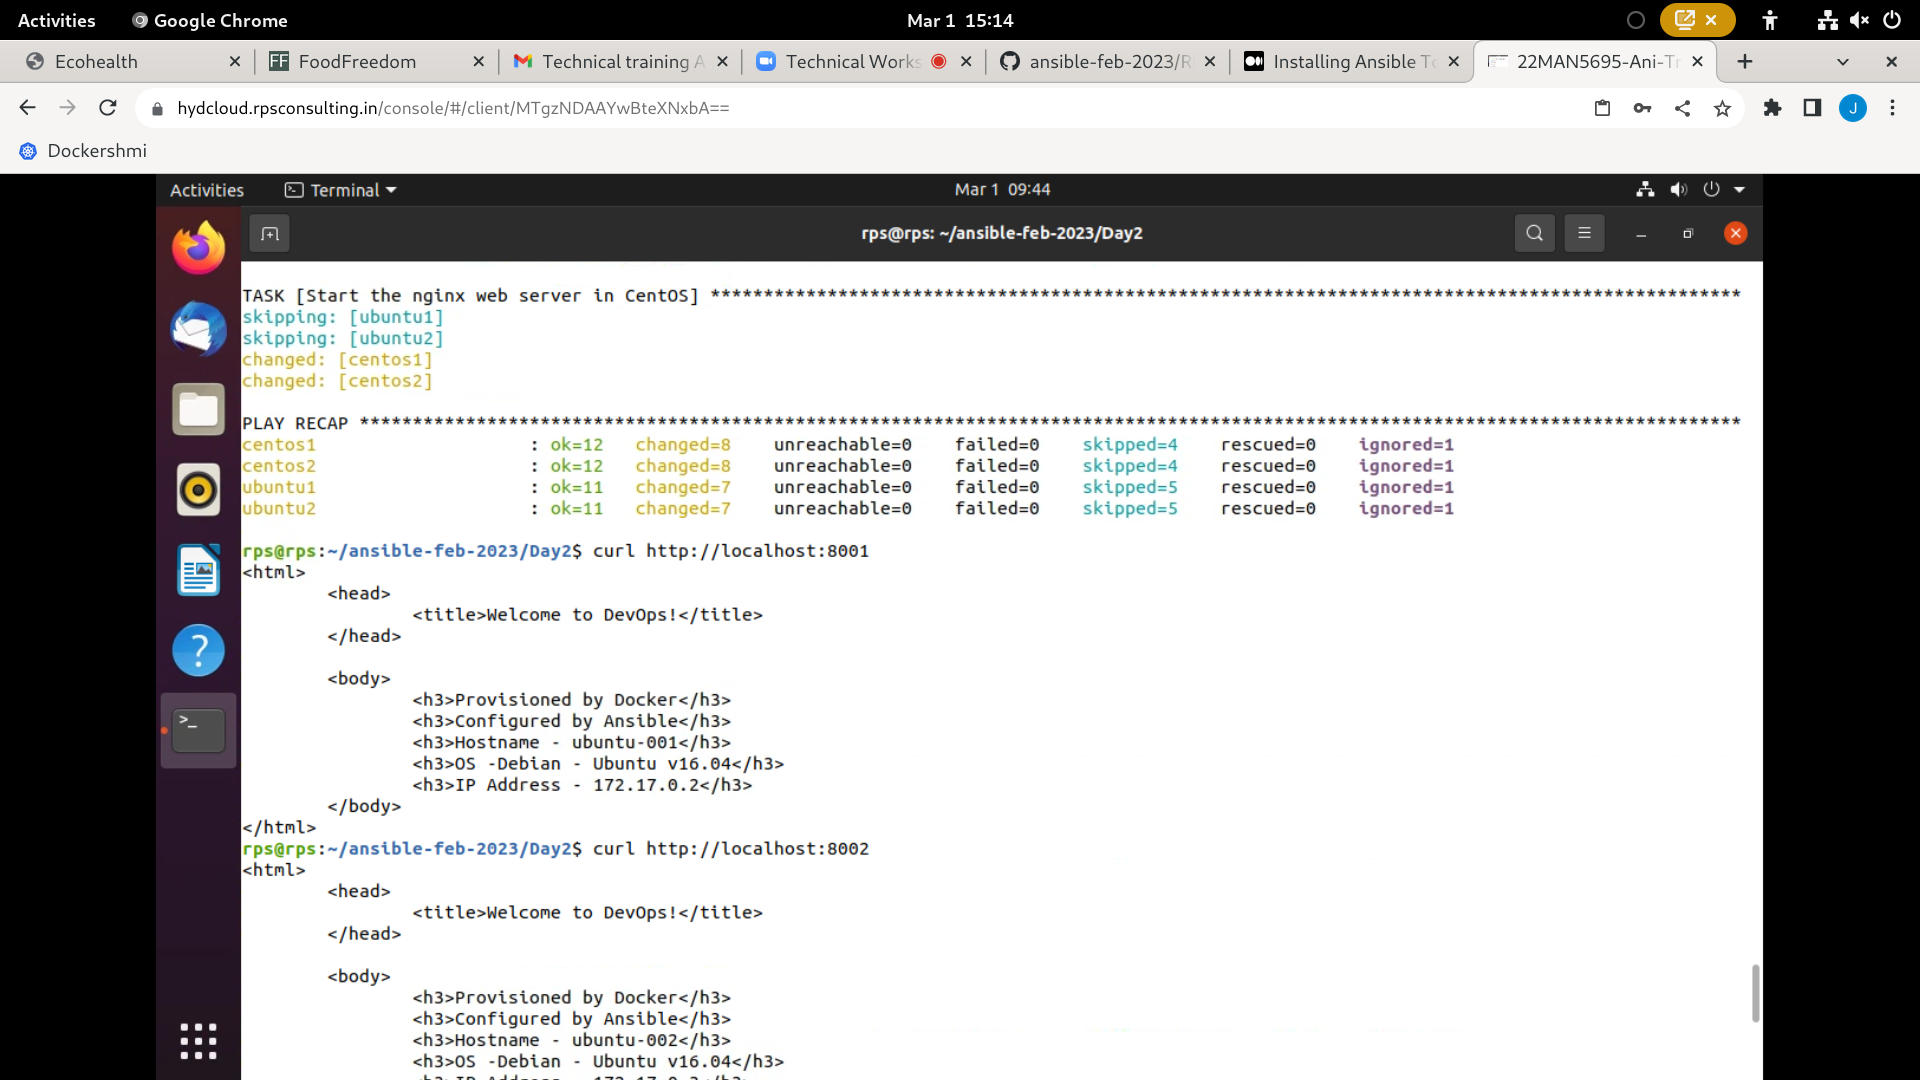 Activities Google Chrome Mar 1 15:14
Ecohealth FoodFreedom Technical training A Technical Works ansible-feb-2023/R Installing Ansible To 22MAN5695-Ani-Tr
hydcloud.rpsconsulting.in/console/#/client/MTgzNDAAYwBteXNxbA== J
Dockershmi
Activities Terminal Mar 1 09:44
rps@rps: ~/ansible-feb-2023/Day2
TASK [Start the nginx web server in CentOS] *************************************************************************************************
skipping: [ubuntu1]
skipping: [ubuntu2]
changed: [centos1]
changed: [centos2]
PLAY RECAP **********************************************************************************************************************************
centos1 : ok=12 changed=8 unreachable=0 failed=0 skipped=4 rescued=0 ignored=1
centos2 : ok=12 changed=8 unreachable=0 failed=0 skipped=4 rescued=0 ignored=1
ubuntu1 : ok=11 changed=7 unreachable=0 failed=0 skipped=5 rescued=0 ignored=1
ubuntu2 : ok=11 changed=7 unreachable=0 failed=0 skipped=5 rescued=0 ignored=1
rps@rps:~/ansible-feb-2023/Day2$ curl http://localhost:8001
<html>
<head>
<title>Welcome to DevOps!</title>
</head>
<body>
<h3>Provisioned by Docker</h3>
<h3>Configured by Ansible</h3>
<h3>Hostname - ubuntu-001</h3>
<h3>OS -Debian - Ubuntu v16.04</h3>
<h3>IP Address - 172.17.0.2</h3>
</body>
</html>
rps@rps:~/ansible-feb-2023/Day2$ curl http://localhost:8002
<html>
<head>
<title>Welcome to DevOps!</title>
</head>
<body>
<h3>Provisioned by Docker</h3>
<h3>Configured by Ansible</h3>
<h3>Hostname - ubuntu-002</h3>
<h3>OS -Debian - Ubuntu v16.04</h3>